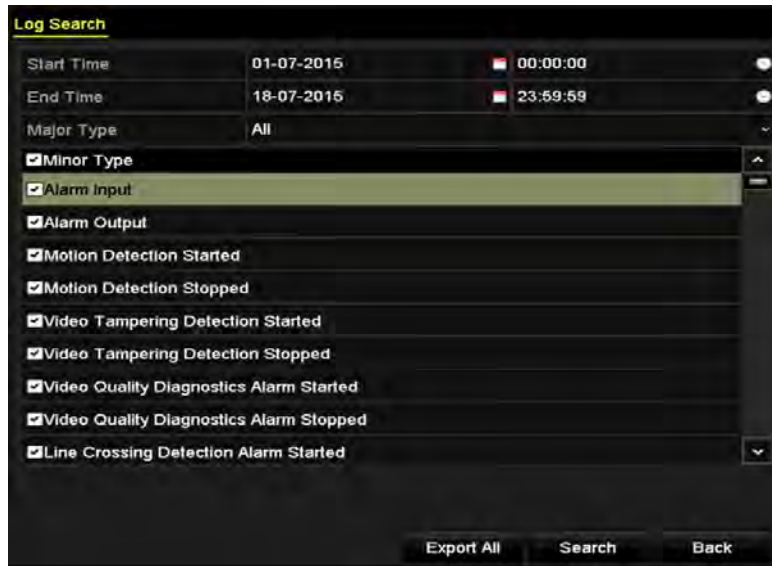 Log Search
Start Time 01-07-2015 00:00:00
End Time 18-07-2015 23:59:59
Major Type All
Minor Type
Alarm Input
Alarm Output
Motion Detection Started
Motion Detection Stopped
Video Tampering Detection Started
Video Tampering Detection Stopped
Video Quality Diagnostics Alarm Started
Video Quality Diagnostics Alarm Stopped
Line Crossing Detection Alarm Started
Export All Search Back